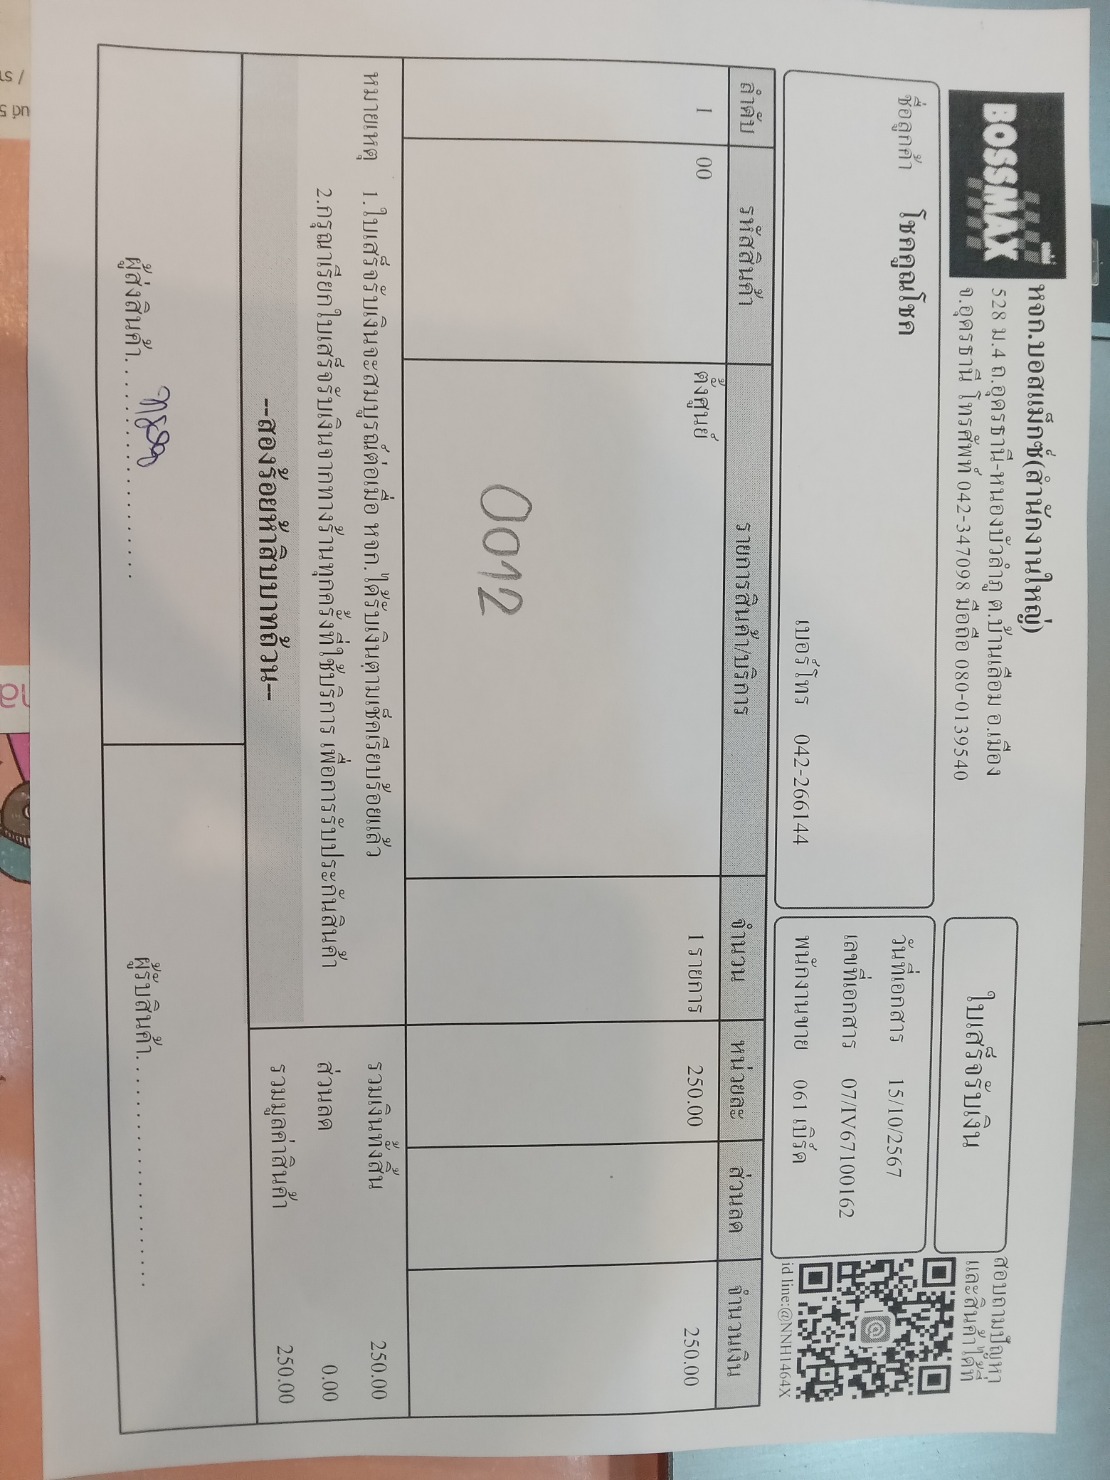 BOSSMAX
หจก.บอสแม็กซ์(สำนักงานใหญ่)
528 ม.4 ถ.อุดรธานี-หนองบัวลำภู ต.บ้านเลื่อม อ.เมือง
จ.อุดรธานี โทรศัพท์ 042-347098 มือถือ 080-0139540
ใบเสร็จรับเงิน
สอบถามปัญหา
และสินค้าได้ที่
id line:@NNH1464X
ชื่อลูกค้า โชคคูณโชค
เบอร์โทร 042-266144
วันที่เอกสาร 15/10/2567
เลขที่เอกสาร 07/IV67100162
พนักงานขาย 061 เบิร์ด
ลำดับ รหัสสินค้า รายการสินค้า/บริการ จำนวน หน่วยละ ส่วนลด จำนวนเงิน
1 00 ตั้งศูนย์ 1 รายการ 250.00 250.00
0012
หมายเหตุ 1.ใบเสร็จรับเงินจะสมบูรณ์ต่อเมื่อ หจก.ได้รับเงินตามเช็คเรียบร้อยแล้ว
2.กรุณาเรียกใบเสร็จรับเงินจากทางร้านทุกครั้งที่ใช้บริการ เพื่อการรับประกันสินค้า
รวมเงินทั้งสิ้น 250.00
ส่วนลด 0.00
รวมมูลค่าสินค้า 250.00
--สองร้อยห้าสิบบาทถ้วน--
ผู้ส่งสินค้า
ผู้รับสินค้า